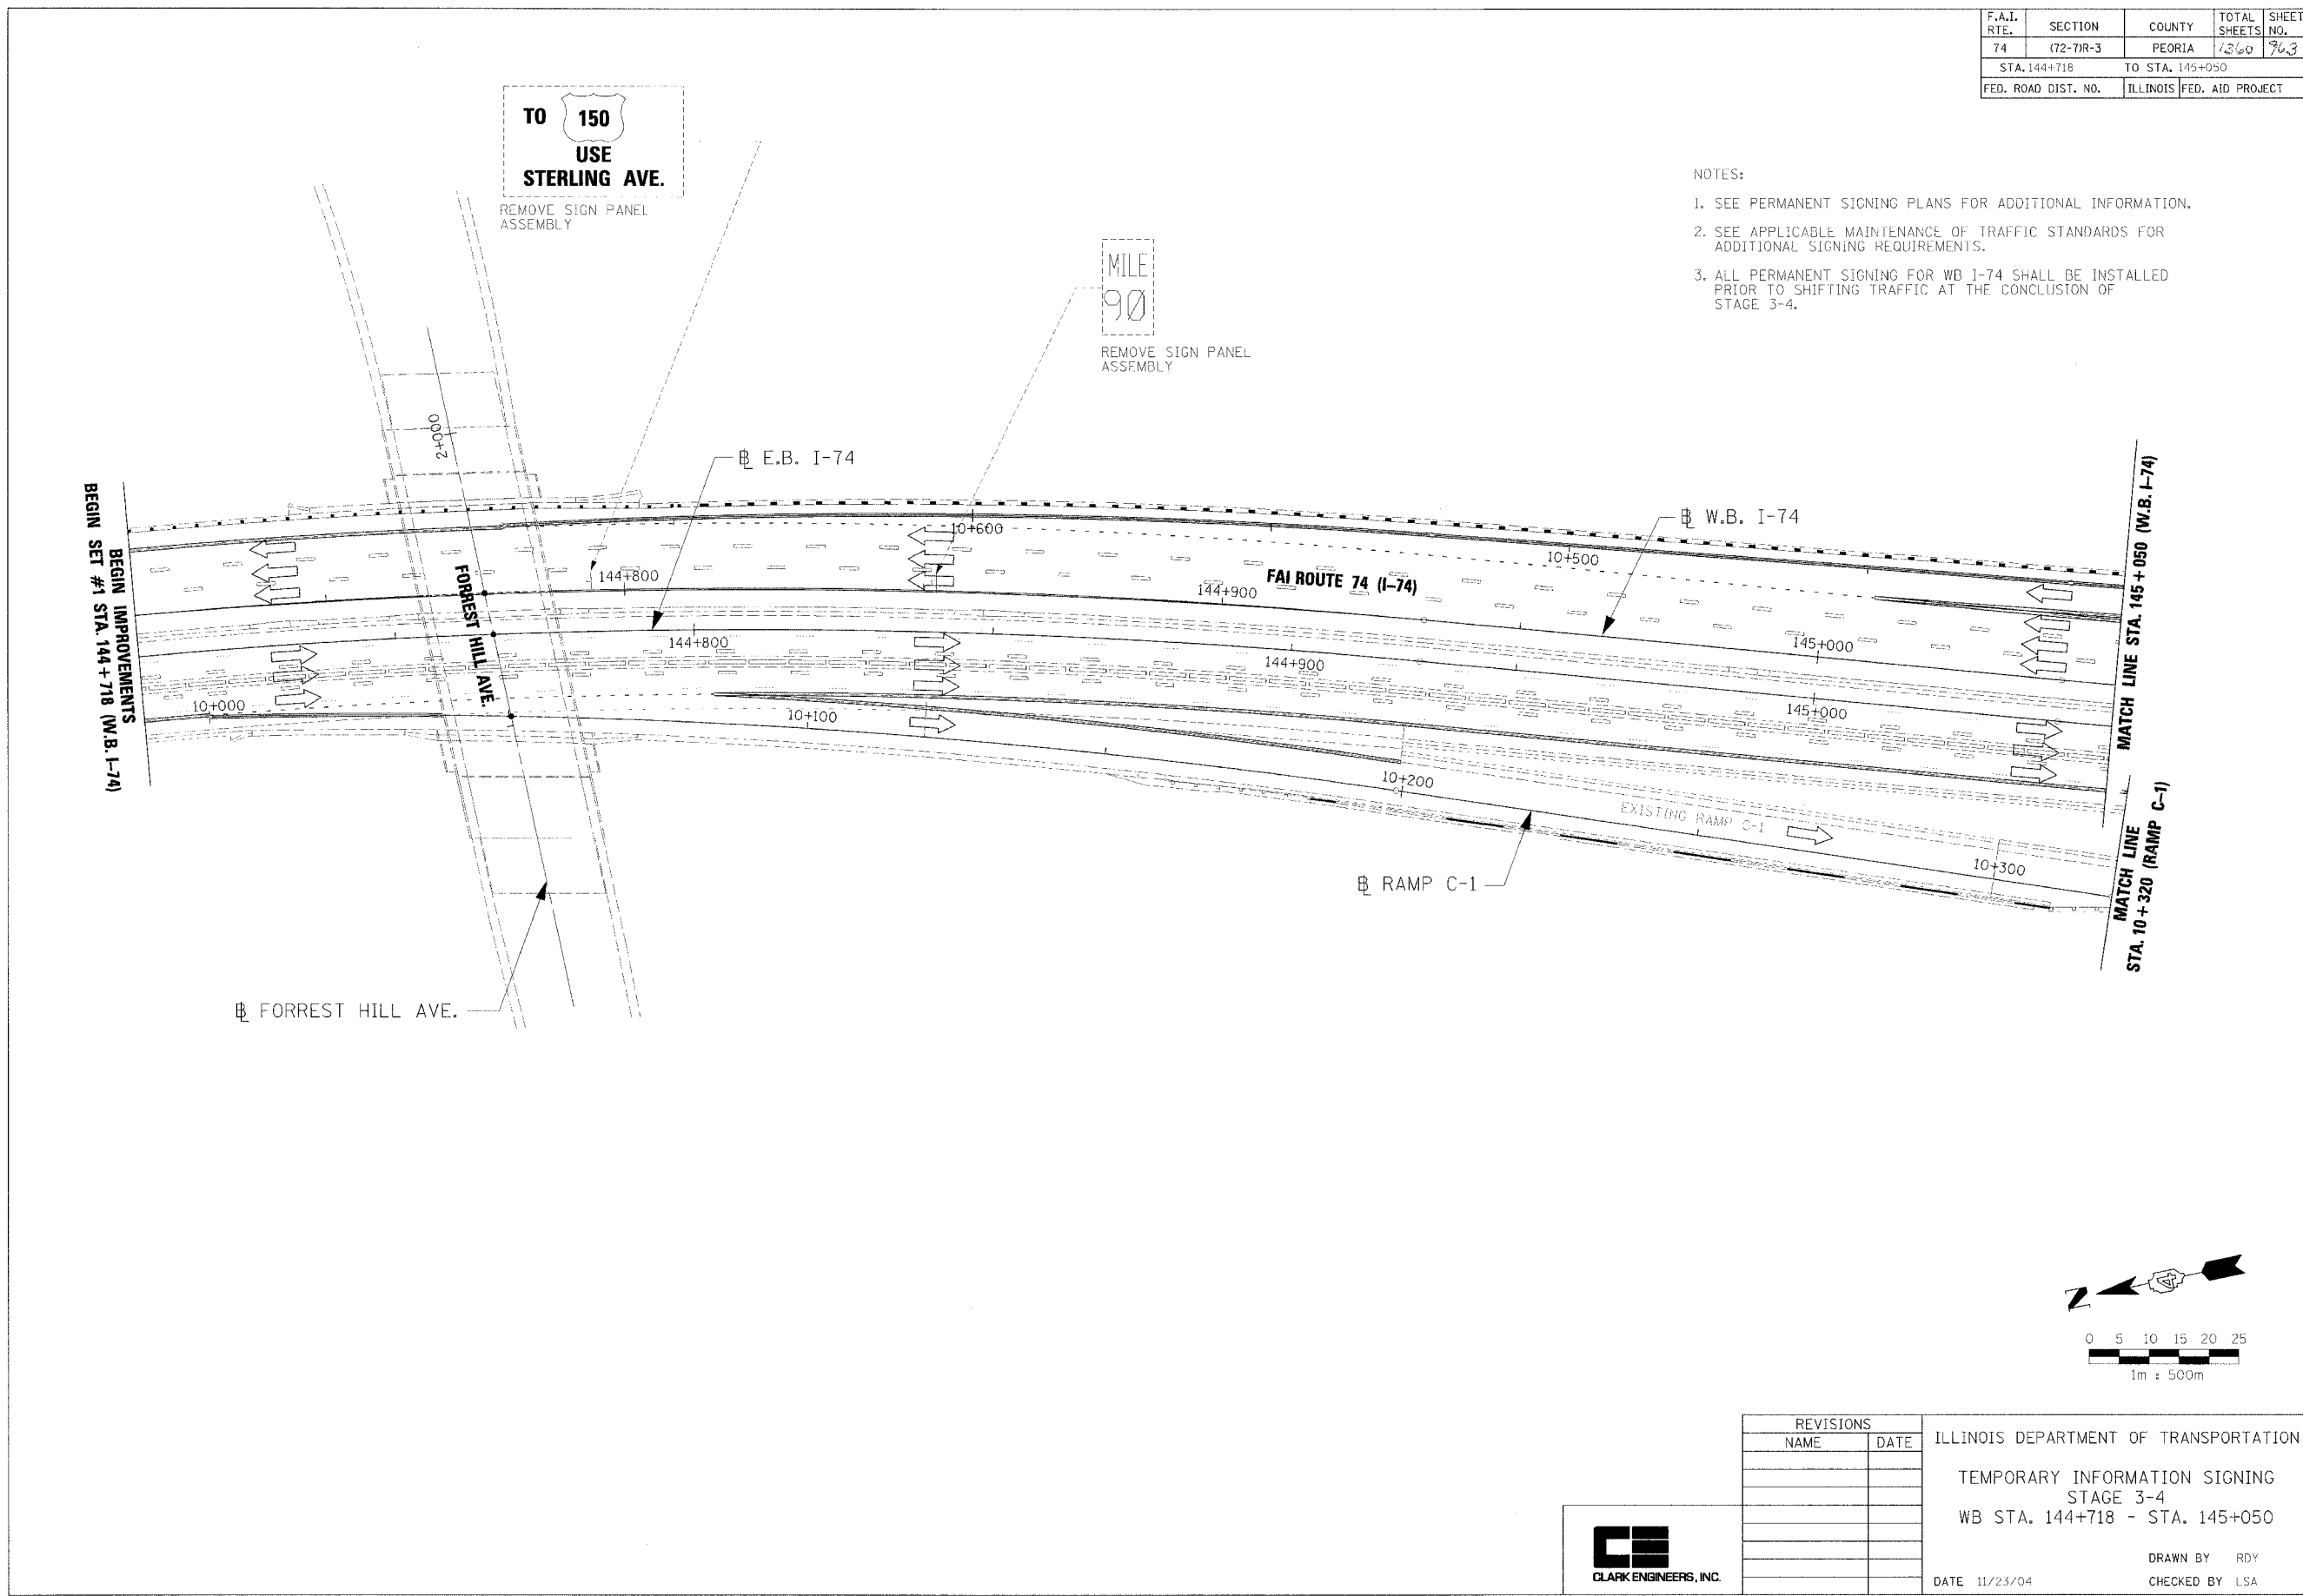 F.A.I. RTE. SECTION COUNTY TOTAL SHEETS SHEET NO.
74 (72-7)R-3 PEORIA 1360 963
STA. 144+718 TO STA. 145+050
FED. ROAD DIST. NO. ILLINOIS FED. AID PROJECT
TO 150
USE
STERLING AVE.
REMOVE SIGN PANEL
ASSEMBLY
MILE
90
REMOVE SIGN PANEL
ASSEMBLY
NOTES:
1. SEE PERMANENT SIGNING PLANS FOR ADDITIONAL INFORMATION.
2. SEE APPLICABLE MAINTENANCE OF TRAFFIC STANDARDS FOR
ADDITIONAL SIGNING REQUIREMENTS.
3. ALL PERMANENT SIGNING FOR WB I-74 SHALL BE INSTALLED
PRIOR TO SHIFTING TRAFFIC AT THE CONCLUSION OF
STAGE 3-4.
2+000
℄ E.B. I-74
℄ W.B. I-74
BEGIN IMPROVEMENTS
BEGIN SET #1 STA. 144+718 (W.B. I-74)
FORREST HILL AVE.
10+600
10+500
144+800
FAI ROUTE 74 (I-74)
144+900
145+000
144+800
144+900
145+000
10+000
10+100
10+200
EXISTING RAMP C-1
10+300
MATCH LINE STA. 145+050 (W.B. I-74)
MATCH LINE
STA. 10+320 (RAMP C-1)
℄ RAMP C-1
℄ FORREST HILL AVE.
N
0 5 10 15 20 25
1m : 500m
REVISIONS
NAME DATE
ILLINOIS DEPARTMENT OF TRANSPORTATION
TEMPORARY INFORMATION SIGNING
STAGE 3-4
WB STA. 144+718 - STA. 145+050
DRAWN BY RDY
DATE 11/23/04 CHECKED BY LSA
CE
CLARK ENGINEERS, INC.